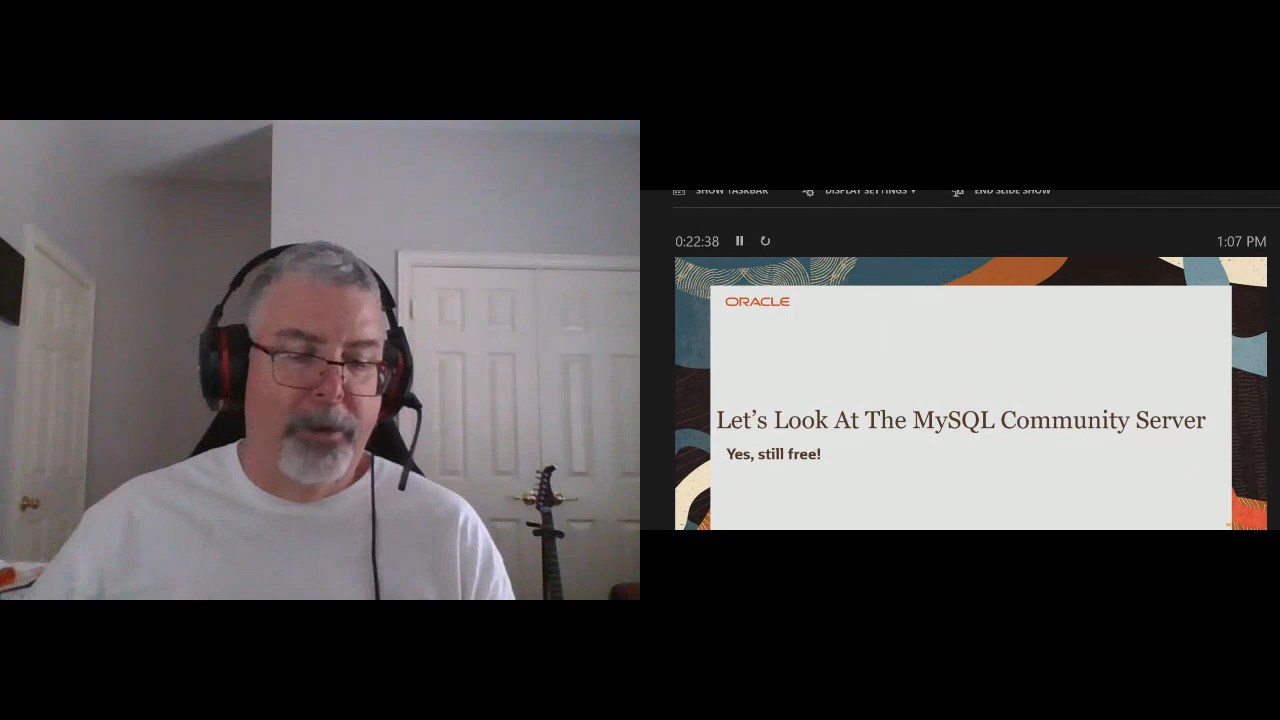 SHOW TASKBAR DISPLAY SETTINGS ▾ END SLIDE SHOW
0:22:38 1:07 PM
ORACLE
Let’s Look At The MySQL Community Server
Yes, still free!